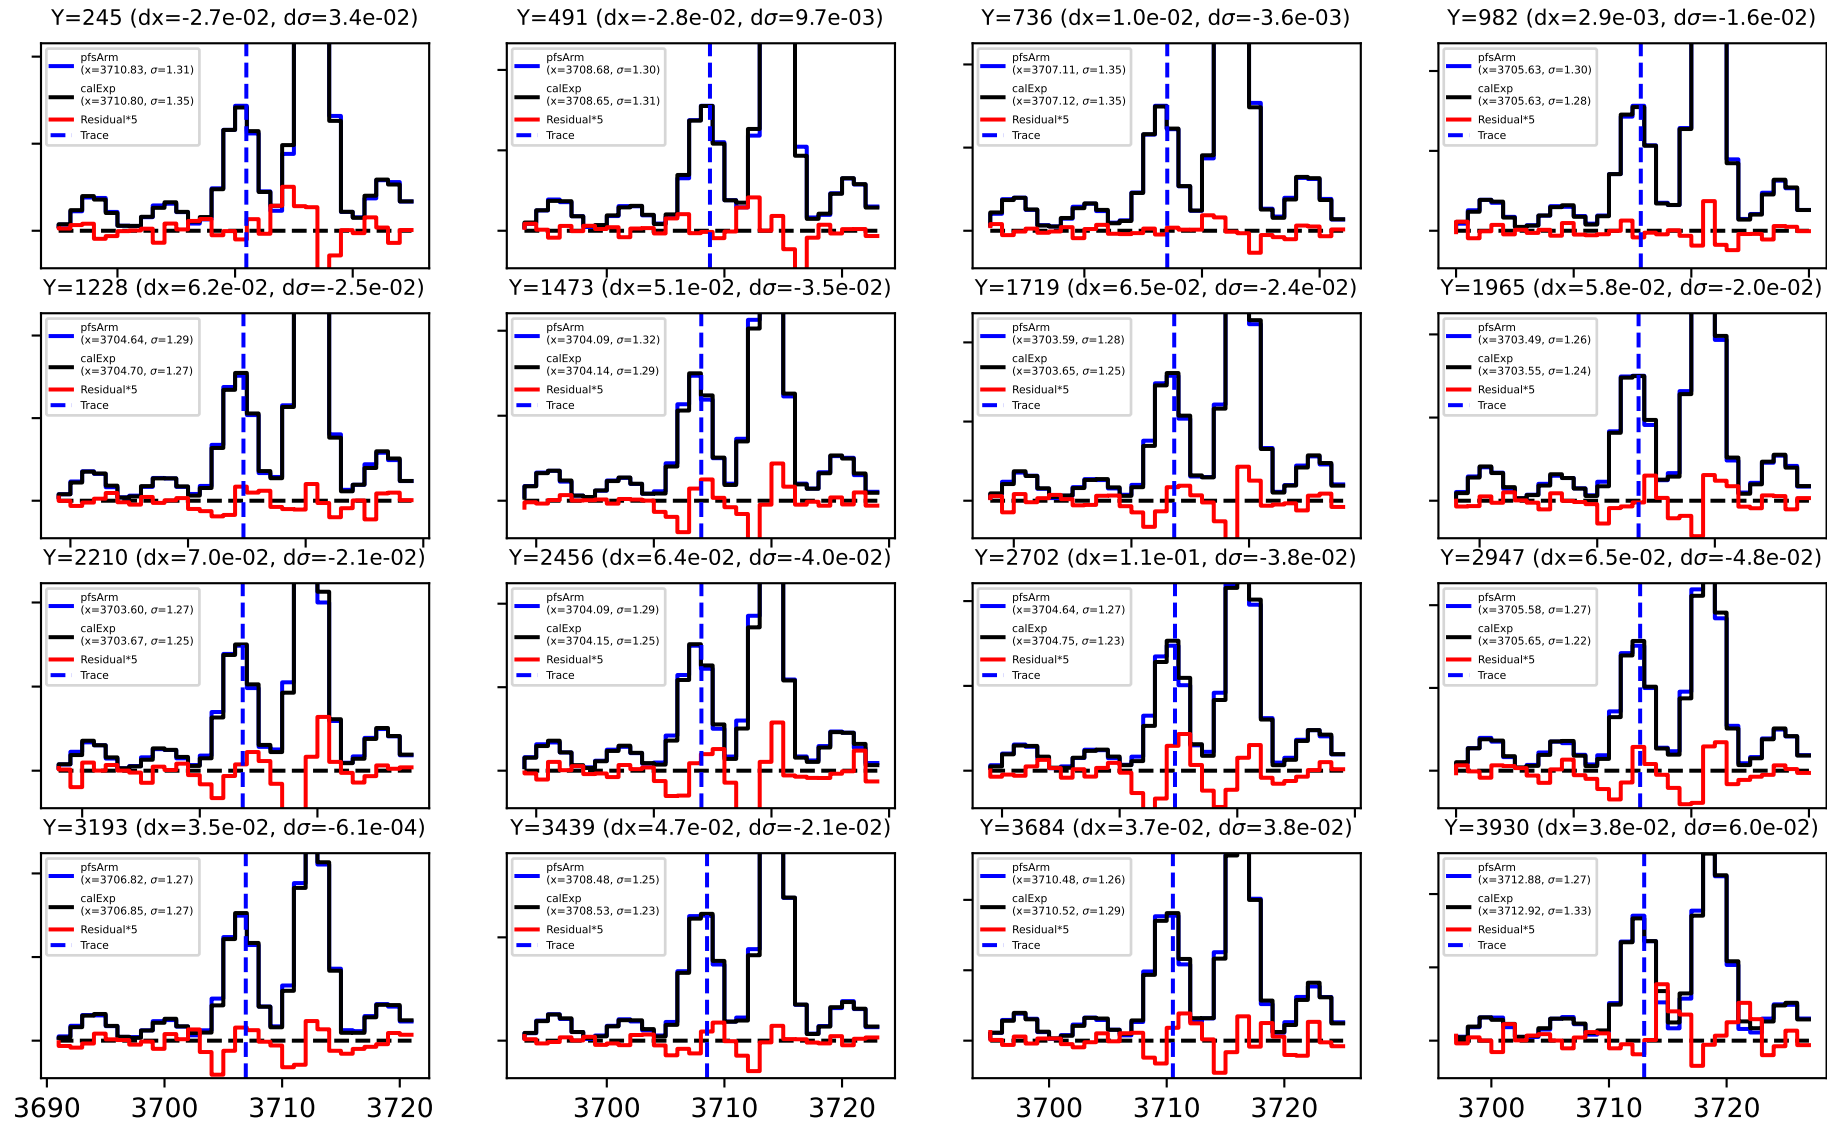 Y=245 (dx=-2.7e-02, dσ=3.4e-02)
pfsArm
(x=3710.83, σ=1.31)
calExp
(x=3710.80, σ=1.35)
Residual*5
Trace
Y=491 (dx=-2.8e-02, dσ=9.7e-03)
pfsArm
(x=3708.68, σ=1.30)
calExp
(x=3708.65, σ=1.31)
Residual*5
Trace
Y=736 (dx=1.0e-02, dσ=-3.6e-03)
pfsArm
(x=3707.11, σ=1.35)
calExp
(x=3707.12, σ=1.35)
Residual*5
Trace
Y=982 (dx=2.9e-03, dσ=-1.6e-02)
pfsArm
(x=3705.63, σ=1.30)
calExp
(x=3705.63, σ=1.28)
Residual*5
Trace
Y=1228 (dx=6.2e-02, dσ=-2.5e-02)
pfsArm
(x=3704.64, σ=1.29)
calExp
(x=3704.70, σ=1.27)
Residual*5
Trace
Y=1473 (dx=5.1e-02, dσ=-3.5e-02)
pfsArm
(x=3704.09, σ=1.32)
calExp
(x=3704.14, σ=1.29)
Residual*5
Trace
Y=1719 (dx=6.5e-02, dσ=-2.4e-02)
pfsArm
(x=3703.59, σ=1.28)
calExp
(x=3703.65, σ=1.25)
Residual*5
Trace
Y=1965 (dx=5.8e-02, dσ=-2.0e-02)
pfsArm
(x=3703.49, σ=1.26)
calExp
(x=3703.55, σ=1.24)
Residual*5
Trace
Y=2210 (dx=7.0e-02, dσ=-2.1e-02)
pfsArm
(x=3703.60, σ=1.27)
calExp
(x=3703.67, σ=1.25)
Residual*5
Trace
Y=2456 (dx=6.4e-02, dσ=-4.0e-02)
pfsArm
(x=3704.09, σ=1.29)
calExp
(x=3704.15, σ=1.25)
Residual*5
Trace
Y=2702 (dx=1.1e-01, dσ=-3.8e-02)
pfsArm
(x=3704.64, σ=1.27)
calExp
(x=3704.75, σ=1.23)
Residual*5
Trace
Y=2947 (dx=6.5e-02, dσ=-4.8e-02)
pfsArm
(x=3705.58, σ=1.27)
calExp
(x=3705.65, σ=1.22)
Residual*5
Trace
Y=3193 (dx=3.5e-02, dσ=-6.1e-04)
pfsArm
(x=3706.82, σ=1.27)
calExp
(x=3706.85, σ=1.27)
Residual*5
Trace
Y=3439 (dx=4.7e-02, dσ=-2.1e-02)
pfsArm
(x=3708.48, σ=1.25)
calExp
(x=3708.53, σ=1.23)
Residual*5
Trace
Y=3684 (dx=3.7e-02, dσ=3.8e-02)
pfsArm
(x=3710.48, σ=1.26)
calExp
(x=3710.52, σ=1.29)
Residual*5
Trace
Y=3930 (dx=3.8e-02, dσ=6.0e-02)
pfsArm
(x=3712.88, σ=1.27)
calExp
(x=3712.92, σ=1.33)
Residual*5
Trace
3690 3700 3710 3720
3700 3710 3720
3700 3710 3720
3700 3710 3720